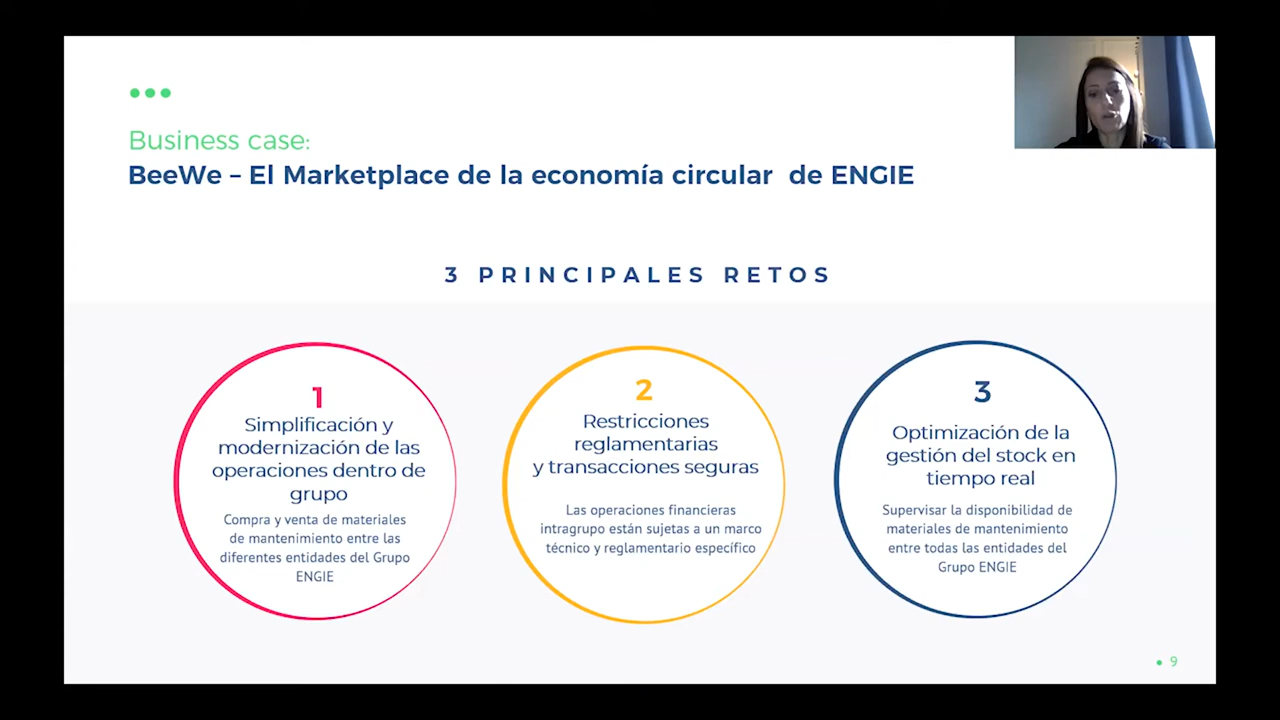 Business case:
BeeWe – El Marketplace de la economía circular de ENGIE
3 PRINCIPALES RETOS
1
Simplificación y
modernización de las
operaciones dentro de
grupo
Compra y venta de materiales
de mantenimiento entre las
diferentes entidades del Grupo
ENGIE
2
Restricciones
reglamentarias
y transacciones seguras
Las operaciones financieras
intragrupo están sujetas a un marco
técnico y reglamentario específico
3
Optimización de la
gestión del stock en
tiempo real
Supervisar la disponibilidad de
materiales de mantenimiento
entre todas las entidades del
Grupo ENGIE
9